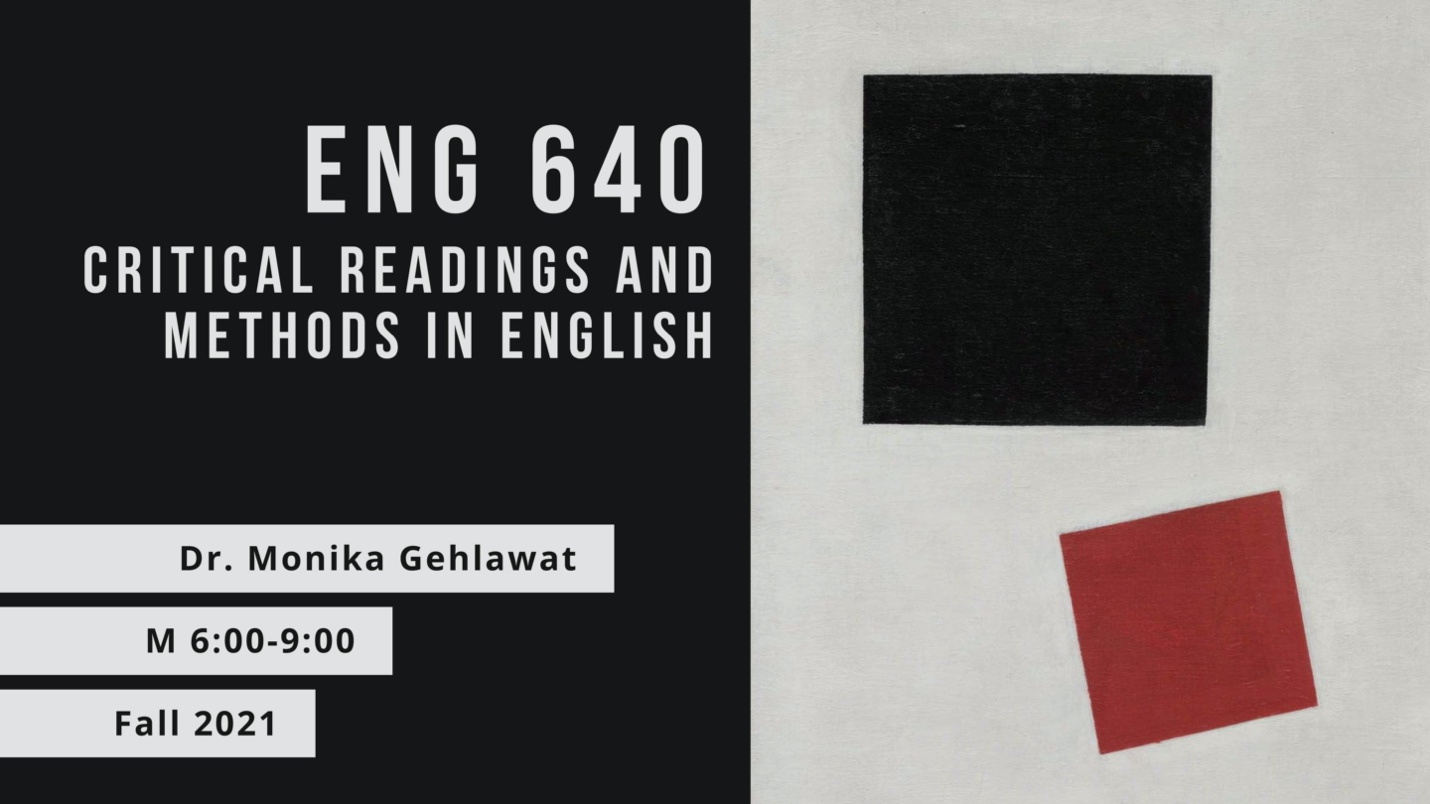 ENG 640
CRITICAL READINGS AND
METHODS IN ENGLISH
Dr. Monika Gehlawat
M 6:00-9:00
Fall 2021